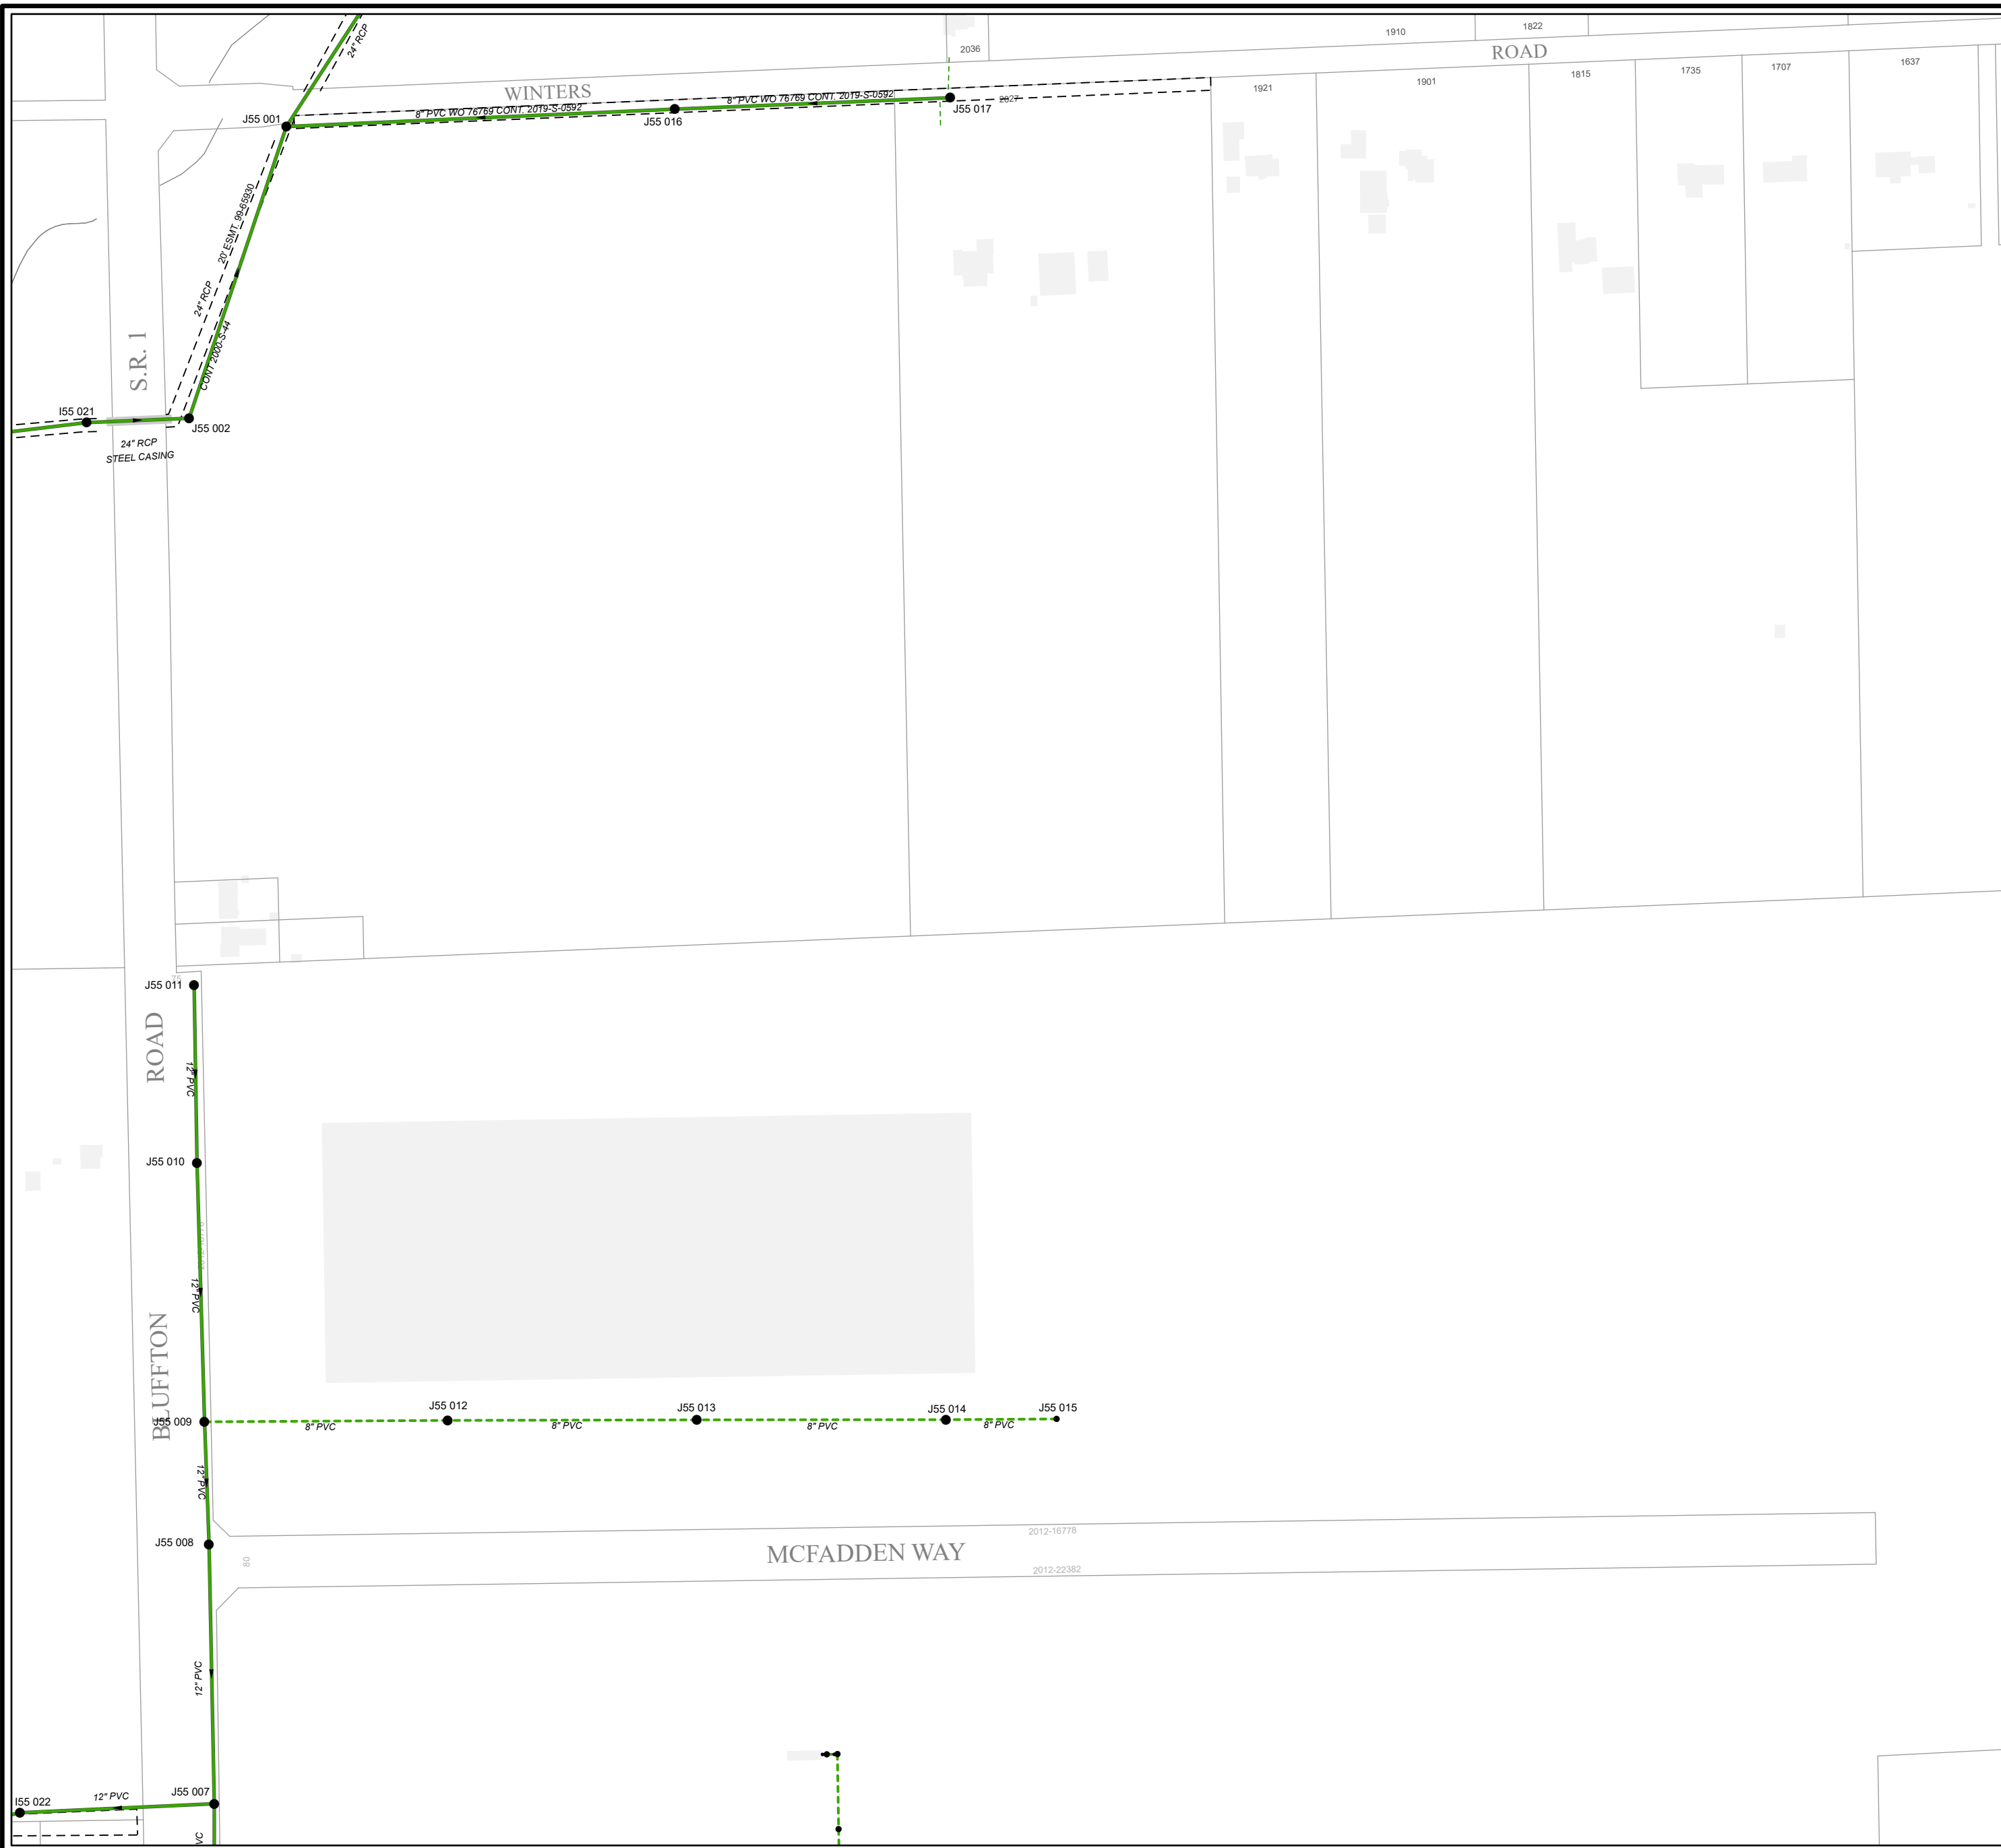 24" RCP
2036
1910
1822
ROAD
WINTERS
8" PVC WO 76769 CONT. 2019-S-0592
8" PVC WO 76769 CONT. 2019-S-0592
2027
1921
1901
1815
1735
1707
1637
J55 001
J55 016
J55 017
20' ESMT. 99-65930
24" RCP
CONT 2000-S-44
S.R. 1
I55 021
J55 002
24" RCP
STEEL CASING
75
J55 011
ROAD
12" PVC
J55 010
12" PVC
BLUFFTON
J55 009
8" PVC
J55 012
8" PVC
J55 013
8" PVC
J55 014
8" PVC
J55 015
12" PVC
J55 008
80
2012-16778
MCFADDEN WAY
2012-22382
12" PVC
J55 007
I55 022
12" PVC
VC